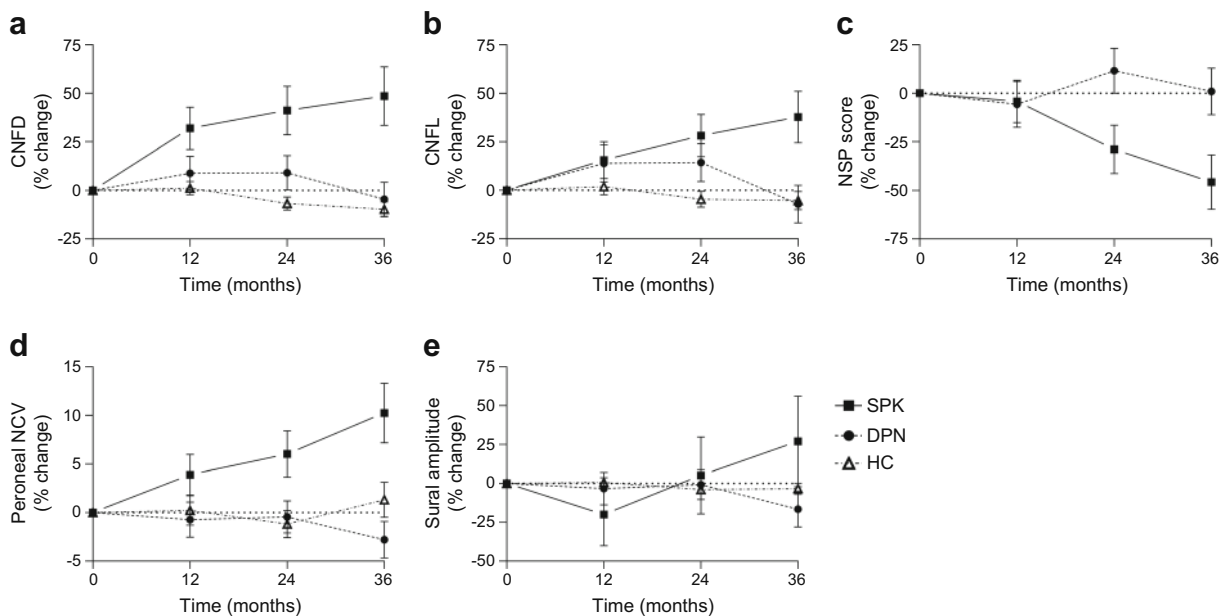 a
CNFD
(% change)
75
50
25
0
-25
0 12 24 36
Time (months)
b
CNFL
(% change)
75
50
25
0
-25
0 12 24 36
Time (months)
c
NSP score
(% change)
25
0
-25
-50
-75
0 12 24 36
Time (months)
d
Peroneal NCV
(% change)
15
10
5
0
-5
0 12 24 36
Time (months)
e
Sural amplitude
(% change)
75
50
25
0
-25
-50
0 12 24 36
Time (months)
SPK
DPN
HC